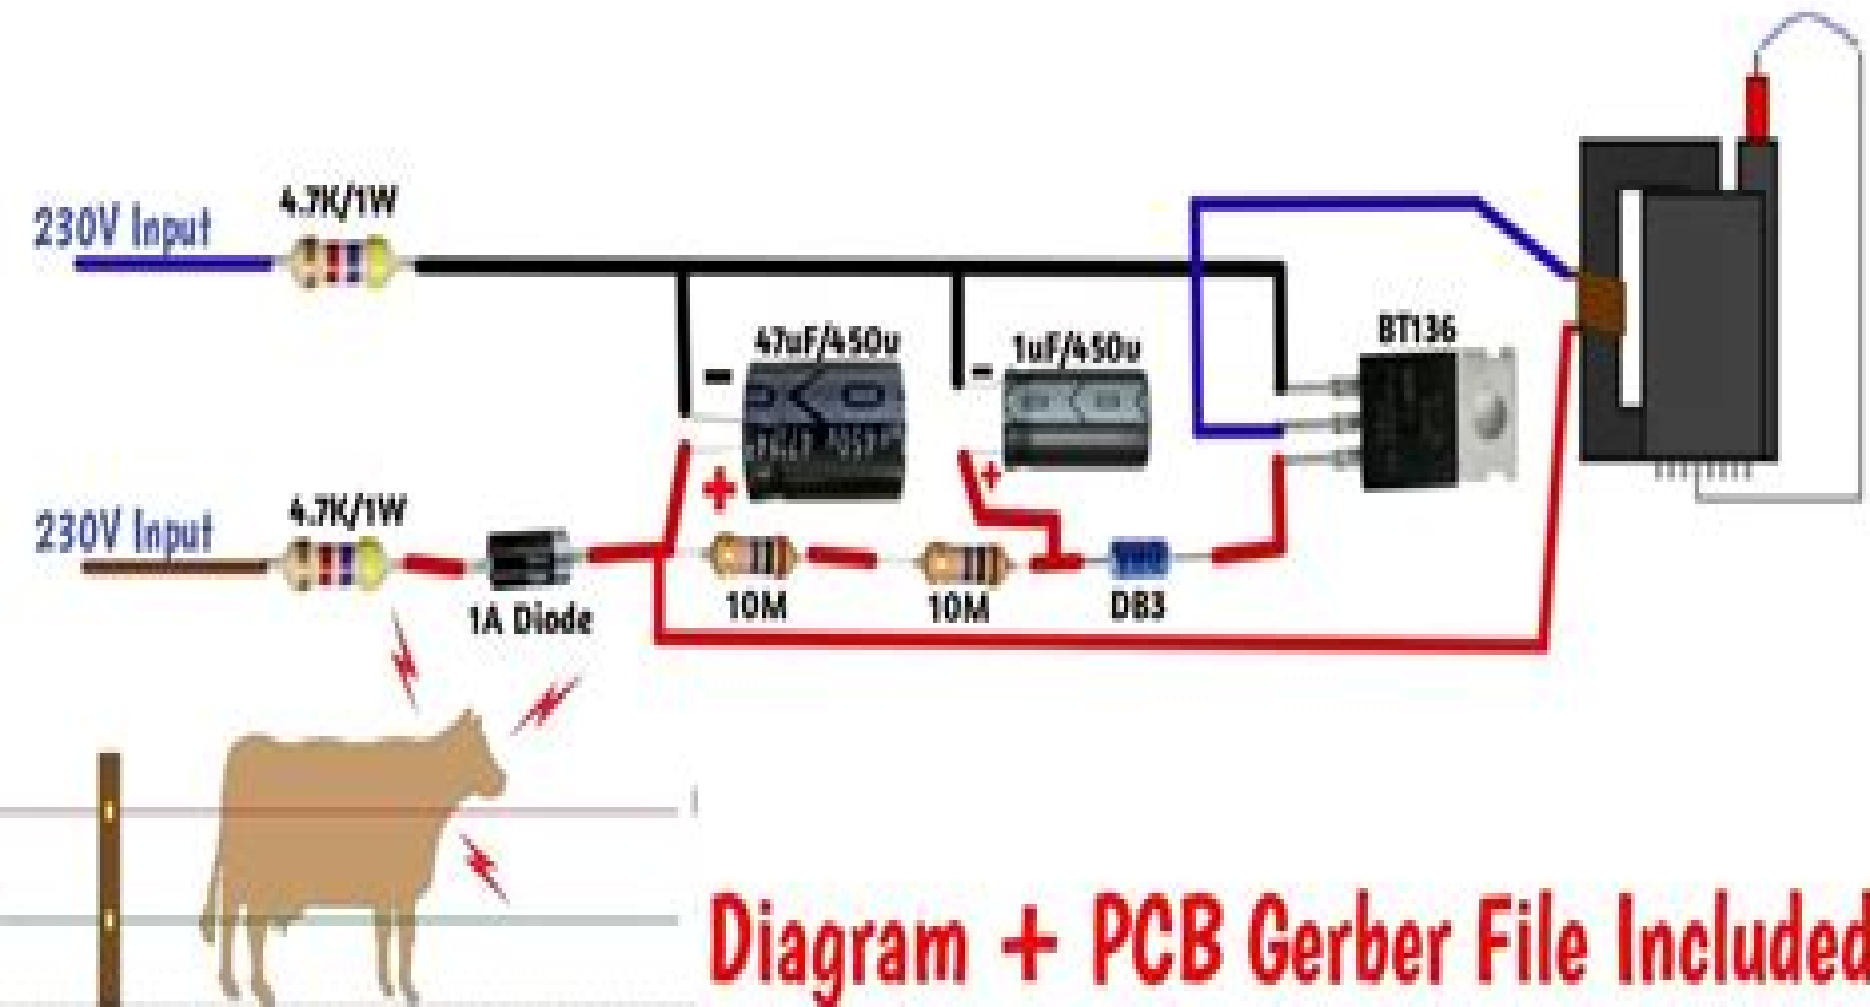 4.7K/1W
230V Input
47uF/450v
1uF/450v
BT136
-
-
+
+
4.7K/1W
230V Input
1A Diode
10M
10M
DB3
Diagram + PCB Gerber File Included